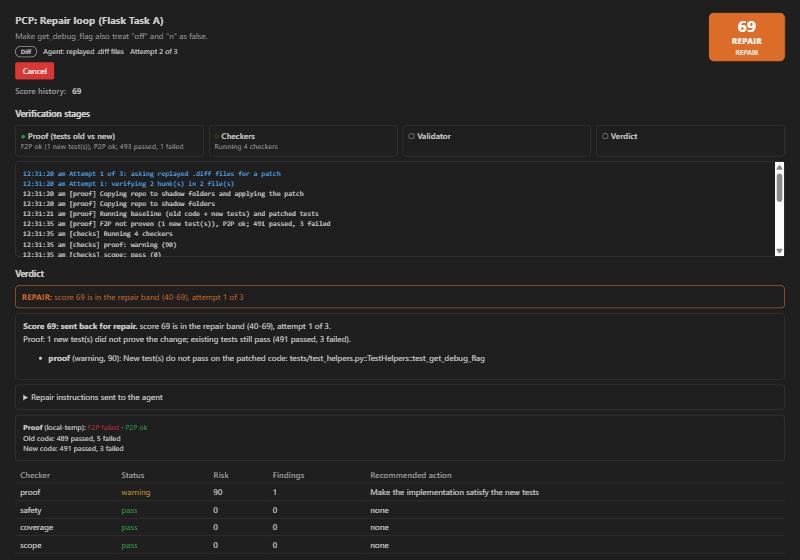 PCP: Repair loop (Flask Task A)
Make get_debug_flag also treat "off" and "n" as false.
Diff Agent: replayed .diff files Attempt 2 of 3
Cancel
69
REPAIR
REPAIR
Score history: 69
Verification stages
Proof (tests old vs new)
F2P ok (1 new test(s)), P2P ok; 493 passed, 1 failed
Checkers
Running 4 checkers
Validator
Verdict
12:31:20 am Attempt 1 of 3: asking replayed .diff files for a patch
12:31:20 am Attempt 1: verifying 2 hunk(s) in 2 file(s)
12:31:20 am [proof] Copying repo to shadow folders and applying the patch
12:31:20 am [proof] Copying repo to shadow folders
12:31:21 am [proof] Running baseline (old code + new tests) and patched tests
12:31:35 am [proof] F2P not proven (1 new test(s)), P2P ok; 491 passed, 3 failed
12:31:35 am [checks] Running 4 checkers
12:31:35 am [checks] proof: warning (90)
12:31:35 am [checks] scope: pass (0)
Verdict
REPAIR: score 69 is in the repair band (40-69), attempt 1 of 3
Score 69: sent back for repair. score 69 is in the repair band (40-69), attempt 1 of 3.
Proof: 1 new test(s) did not prove the change; existing tests still pass (491 passed, 3 failed).
• proof (warning, 90): New test(s) do not pass on the patched code: tests/test_helpers.py::TestHelpers::test_get_debug_flag
▶ Repair instructions sent to the agent
Proof (local-temp): F2P failed · P2P ok
Old code: 489 passed, 5 failed
New code: 491 passed, 3 failed
Checker Status Risk Findings Recommended action
proof warning 90 1 Make the implementation satisfy the new tests
safety pass 0 0 none
coverage pass 0 0 none
scope pass 0 0 none